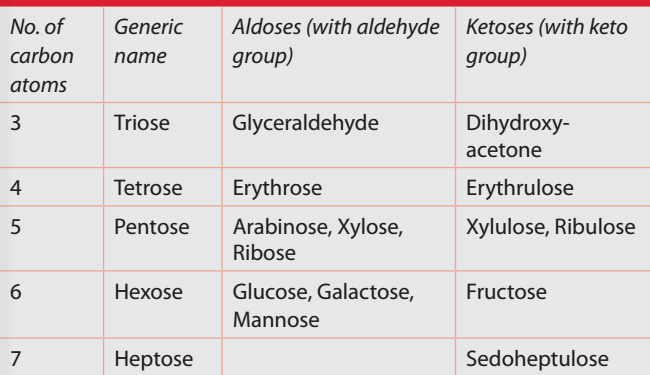 No. of carbon atoms
Generic name
Aldoses (with aldehyde group)
Ketoses (with keto group)
3
Triose
Glyceraldehyde
Dihydroxy-
acetone
4
Tetrose
Erythrose
Erythrulose
5
Pentose
Arabinose, Xylose,
Ribose
Xylulose, Ribulose
6
Hexose
Glucose, Galactose,
Mannose
Fructose
7
Heptose
Sedoheptulose